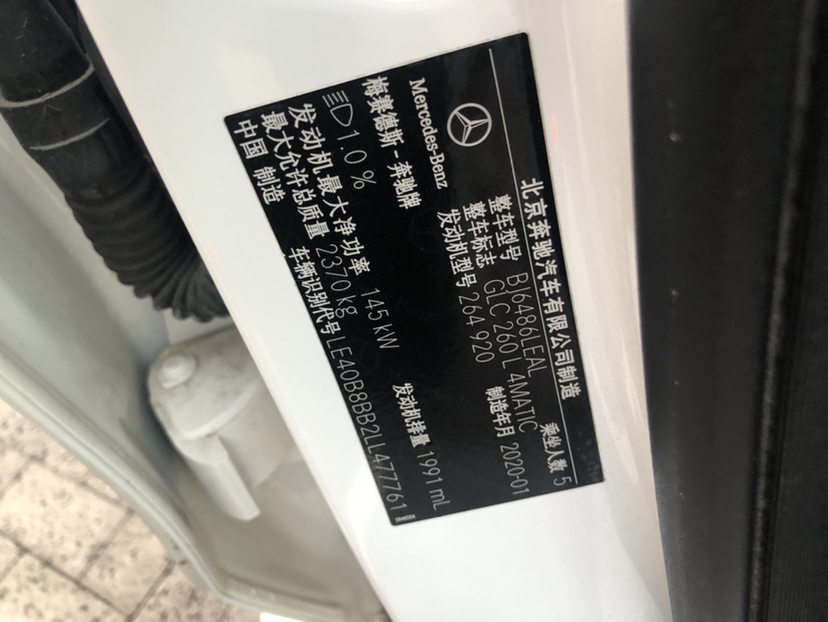 北京奔驰汽车有限公司制造
整车型号 BJ6486LEAL 乘坐人数 5
整车标志 GLC 260 L 4MATIC
发动机型号 264 920 制造年月 2020-01
Mercedes-Benz
梅赛德斯-奔驰牌
1.0 % 发动机排量 1991 mL
发动机最大净功率 145 kW
最大允许总质量 2370 kg
中国 制造 车辆识别代号 LE40B8BB2LL477761